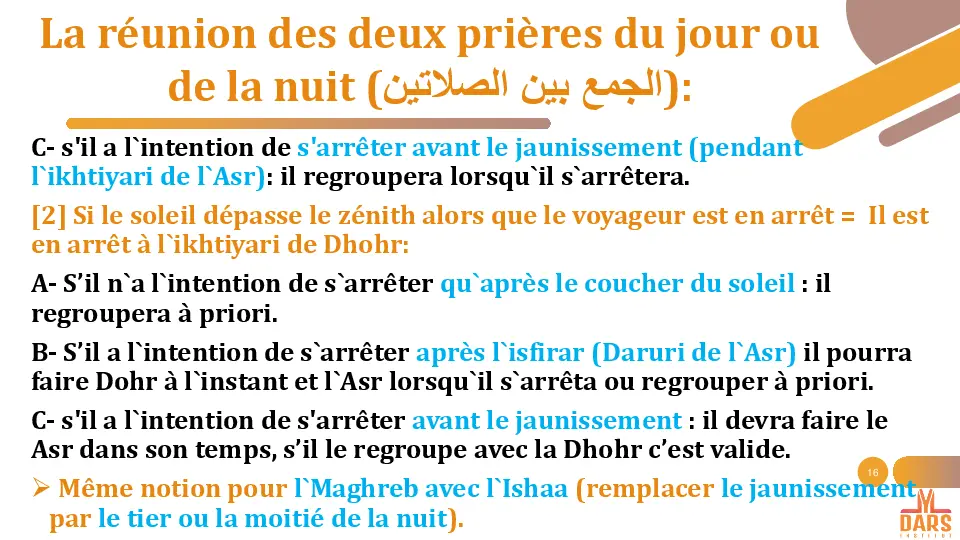 La réunion des deux prières du jour ou
de la nuit (الجمع بين الصلاتين):
C- s'il a l`intention de s'arrêter avant le jaunissement (pendant
l`ikhtiyari de l`Asr): il regroupera lorsqu`il s`arrêtera.
[2] Si le soleil dépasse le zénith alors que le voyageur est en arrêt = Il est
en arrêt à l`ikhtiyari de Dhohr:
A- S’il n`a l`intention de s`arrêter qu`après le coucher du soleil : il
regroupera à priori.
B- S’il a l`intention de s`arrêter après l`isfirar (Daruri de l`Asr) il pourra
faire Dohr à l`instant et l`Asr lorsqu`il s`arrêta ou regrouper à priori.
C- s'il a l`intention de s'arrêter avant le jaunissement : il devra faire le
Asr dans son temps, s’il le regroupe avec la Dhohr c’est valide.
16
➢ Même notion pour l`Maghreb avec l`Ishaa (remplacer le jaunissement
par le tier ou la moitié de la nuit).
DARS
INSTITUT